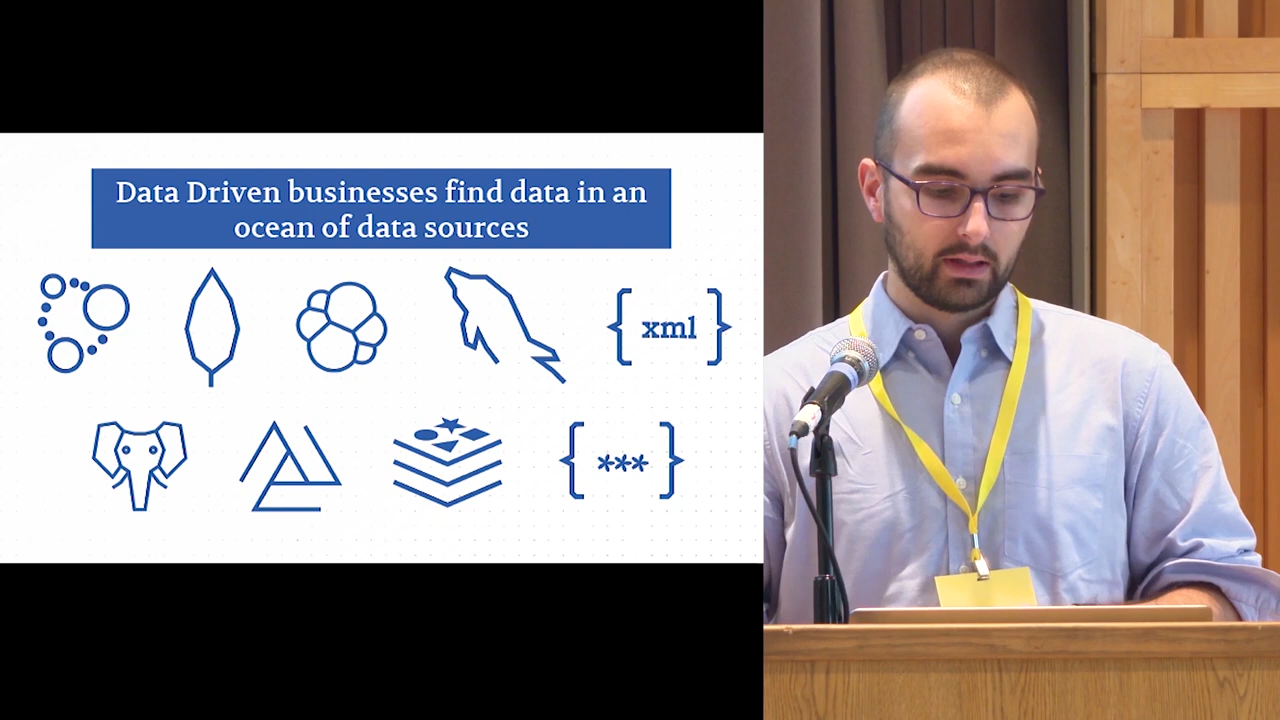 Data Driven businesses find data in an
ocean of data sources
{ xml }
{ *** }